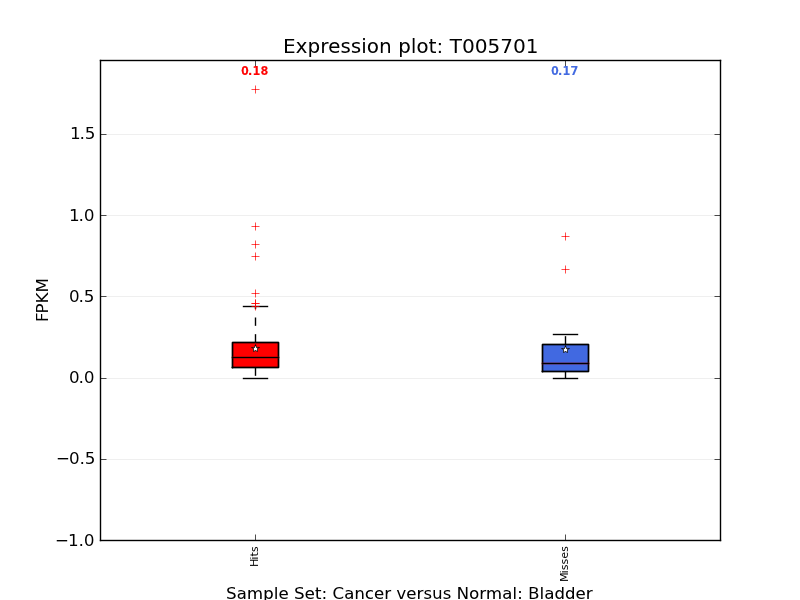 Expression plot: T005701
0.18
0.17
1.5
1.0
0.5
0.0
−0.5
−1.0
FPKM
Hits
Misses
Sample Set: Cancer versus Normal: Bladder